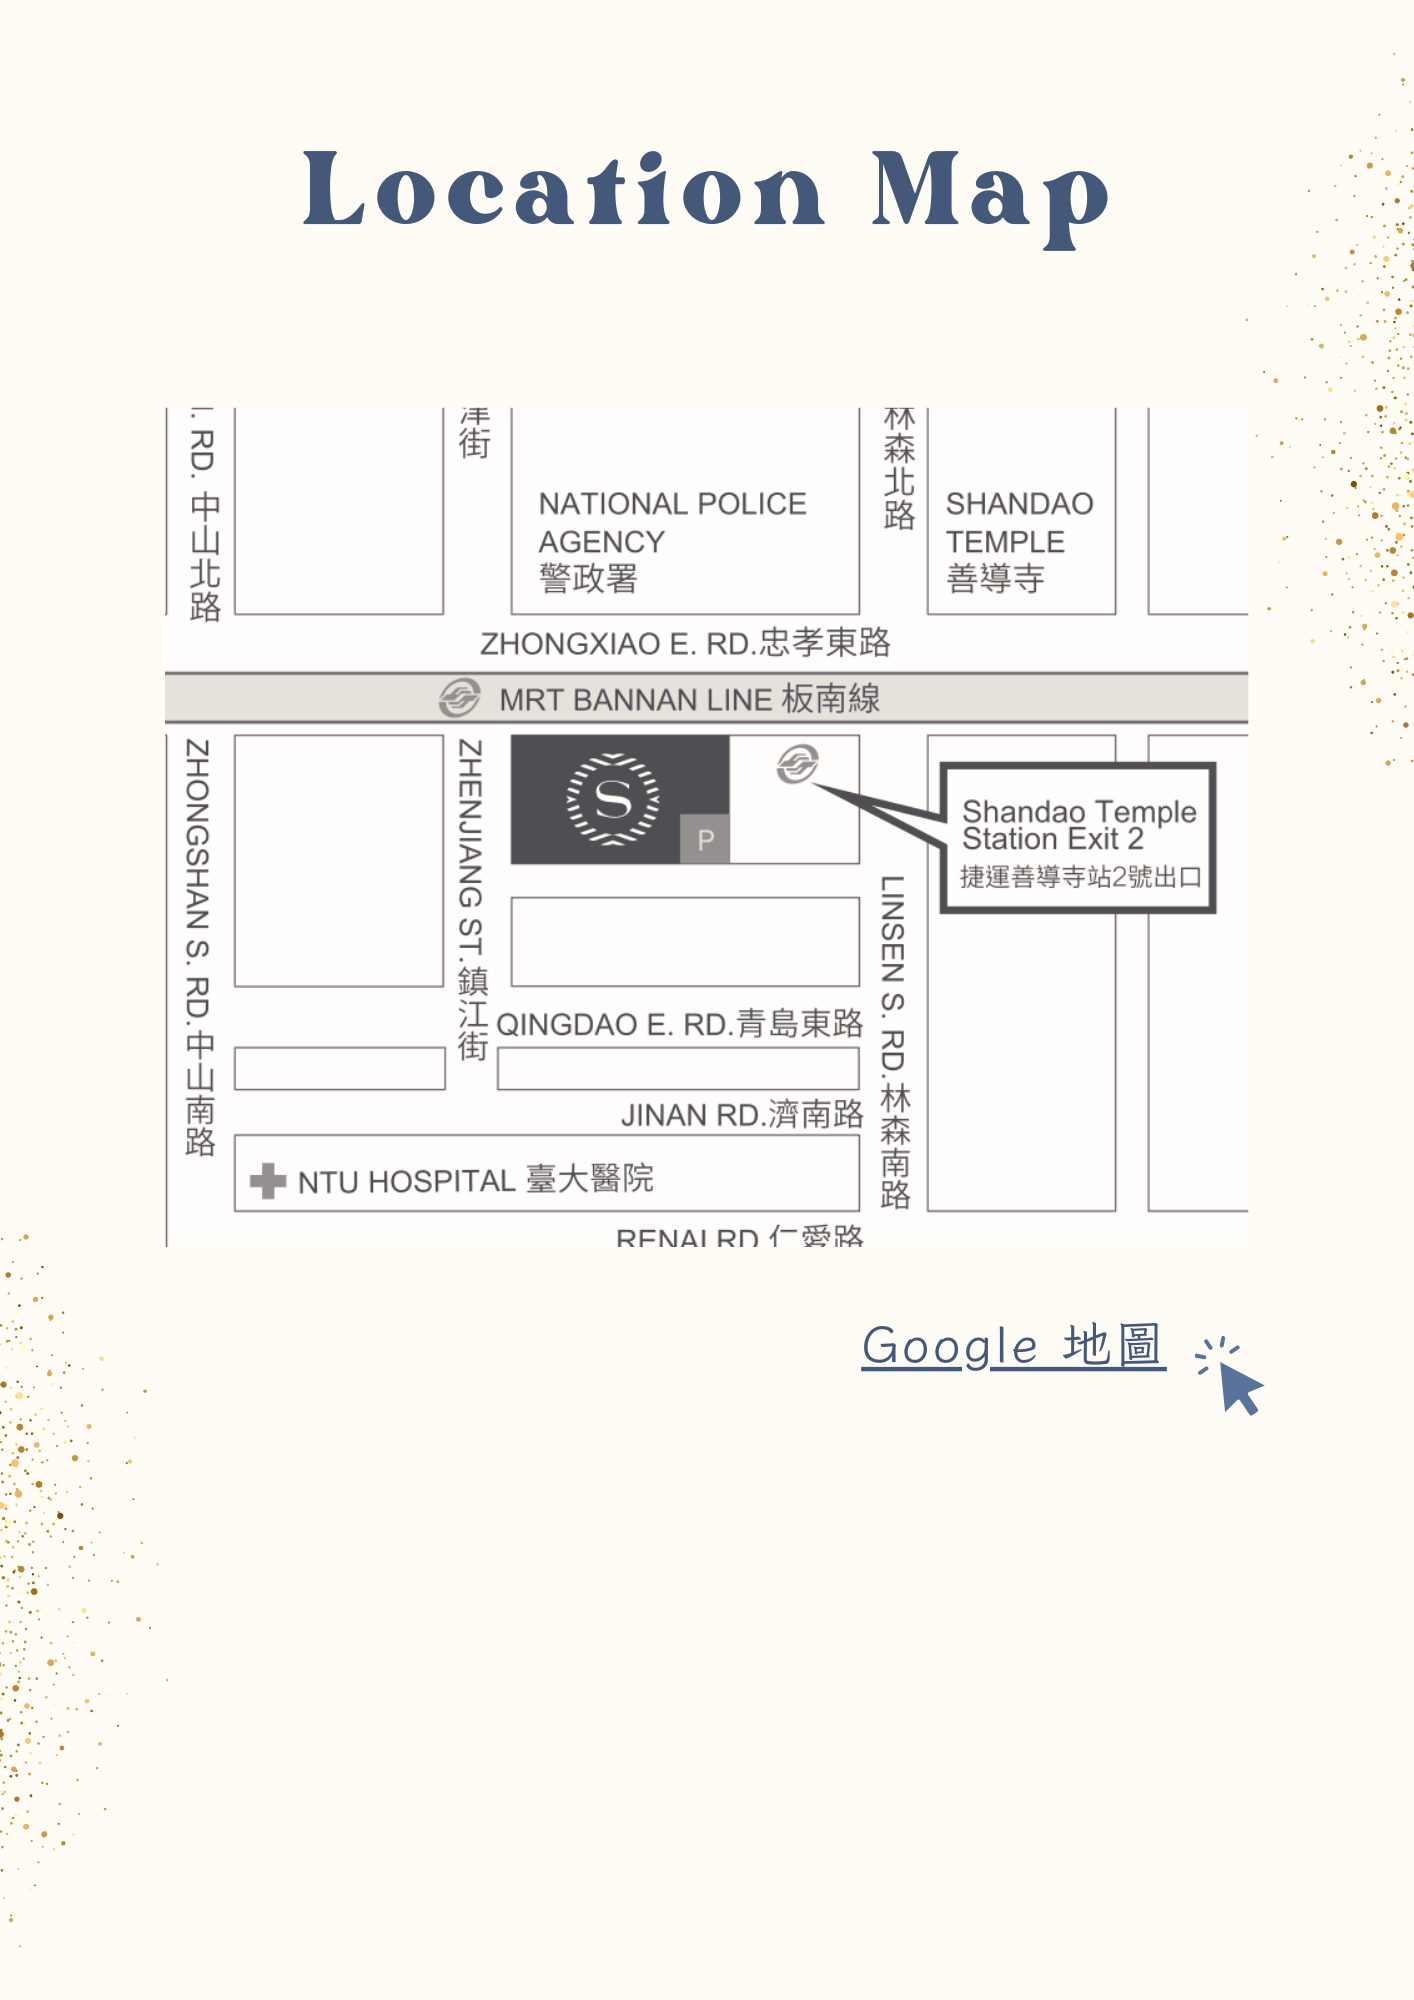 Location Map
RD. 中山北路
街
林森北路
NATIONAL POLICE
AGENCY
警政署
SHANDAO
TEMPLE
善導寺
ZHONGXIAO E. RD.忠孝東路
MRT BANNAN LINE 板南線
ZHONGSHAN S. RD.中山南路
ZHENJIANG ST.鎮江街
S
P
Shandao Temple
Station Exit 2
捷運善導寺站2號出口
LINSEN S. RD.林森南路
QINGDAO E. RD.青島東路
JINAN RD.濟南路
NTU HOSPITAL 臺大醫院
RENAI RD.仁愛路
Google 地圖